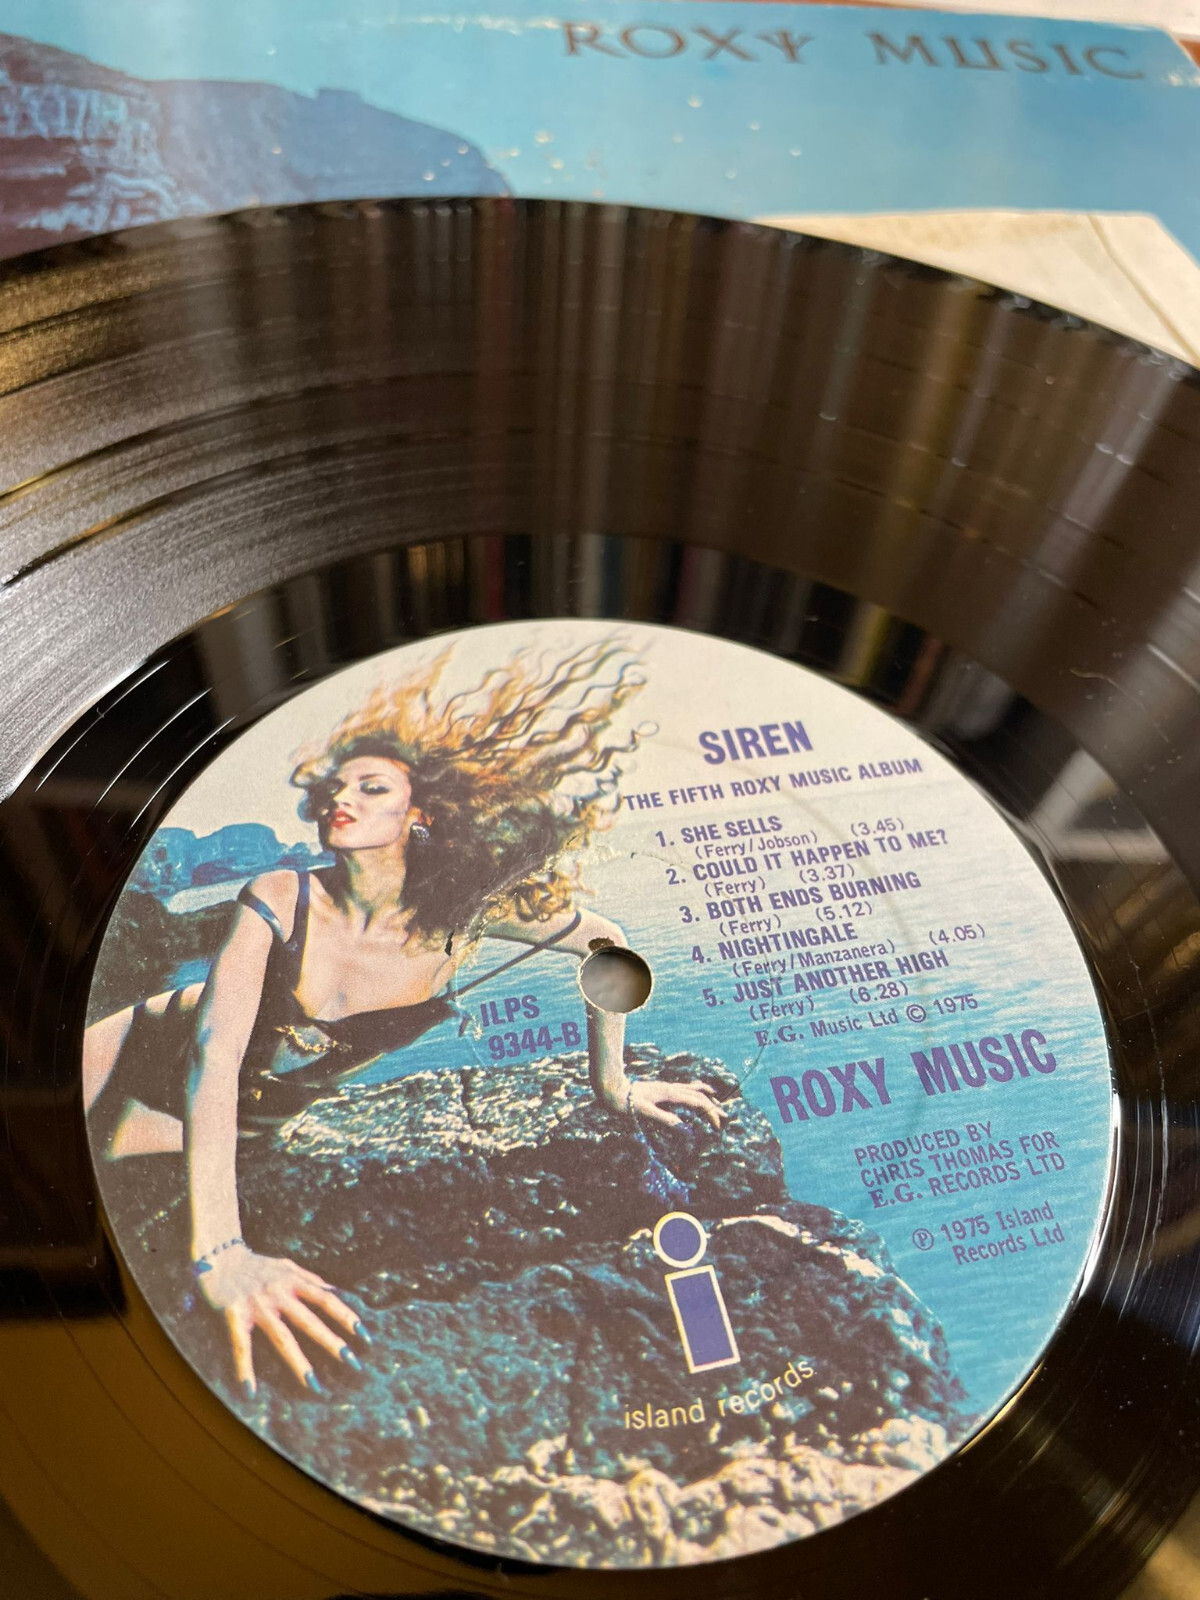 ROXY MUSIC
SIREN
THE FIFTH ROXY MUSIC ALBUM
1. SHE SELLS
(Ferry/Jobson) (3.45)
2. COULD IT HAPPEN TO ME?
(Ferry) (3.37)
3. BOTH ENDS BURNING
(Ferry) (5.12)
4. NIGHTINGALE
(Ferry/Manzanera) (4.05)
5. JUST ANOTHER HIGH
(Ferry) (6.28)
E.G. Music Ltd © 1975
ILPS
9344-B
ROXY MUSIC
PRODUCED BY
CHRIS THOMAS FOR
E.G. RECORDS LTD
℗ 1975 Island
Records Ltd
i
island records